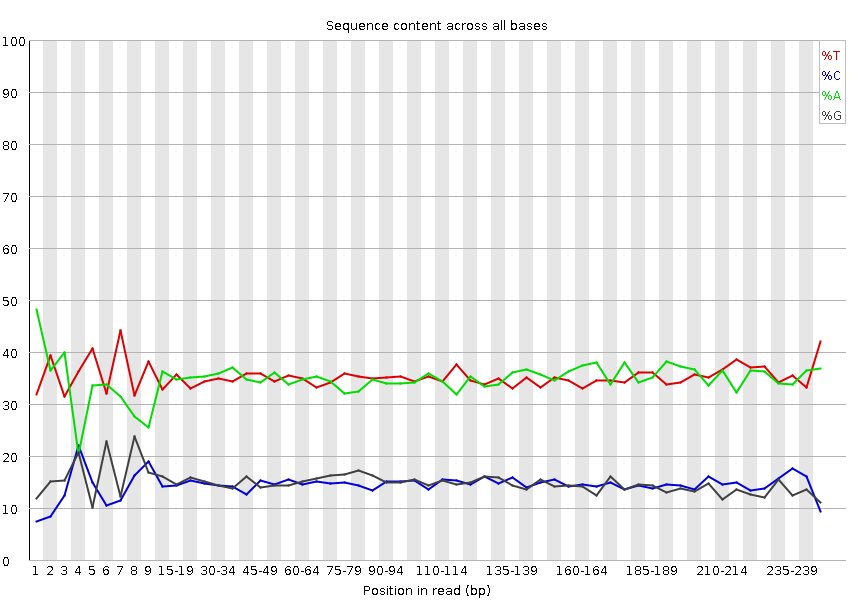 Sequence content across all bases
100
90
80
70
60
50
40
30
20
10
0
%T
%C
%A
%G
1 2 3 4 5 6 7 8 9 15-19 30-34 45-49 60-64 75-79 90-94 110-114 135-139 160-164 185-189 210-214 235-239
Position in read (bp)